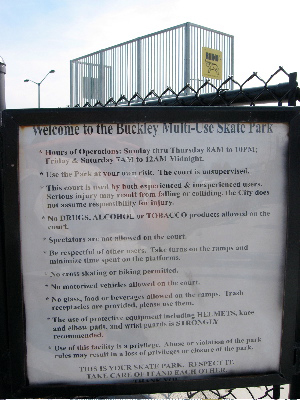 Welcome to the Buckley Multi-Use Skate Park
* Hours of Operations: Sunday thru Thursday 8AM to 10PM;
Friday & Saturday 7AM to 12AM Midnight.
* Use the Park at your own risk. The court is unsupervised.
* This court is used by both experienced & inexperienced users.
Serious injury may result from falling or colliding, the City does
not assume responsibility for injury.
* No DRUGS, ALCOHOL or TOBACCO products allowed on the
court.
* Spectators are not allowed on the court.
* Be respectful of other users. Take turns on the ramps and
minimize time spent on the platforms.
* No cross skating or biking permitted.
* No motorized vehicles allowed on the court.
* No glass, food or beverages allowed on the ramps. Trash
receptacles are provided, please use them.
* The use of protective equipment including HELMETS, knee
and elbow pads, and wrist guards is STRONGLY
recommended.
* Use of this facility is a privilege. Abuse or violation of the park
rules may result in a loss of privileges or closure of the park.
THIS IS YOUR SKATE PARK. RESPECT IT.
TAKE CARE OF IT AND EACH OTHER.